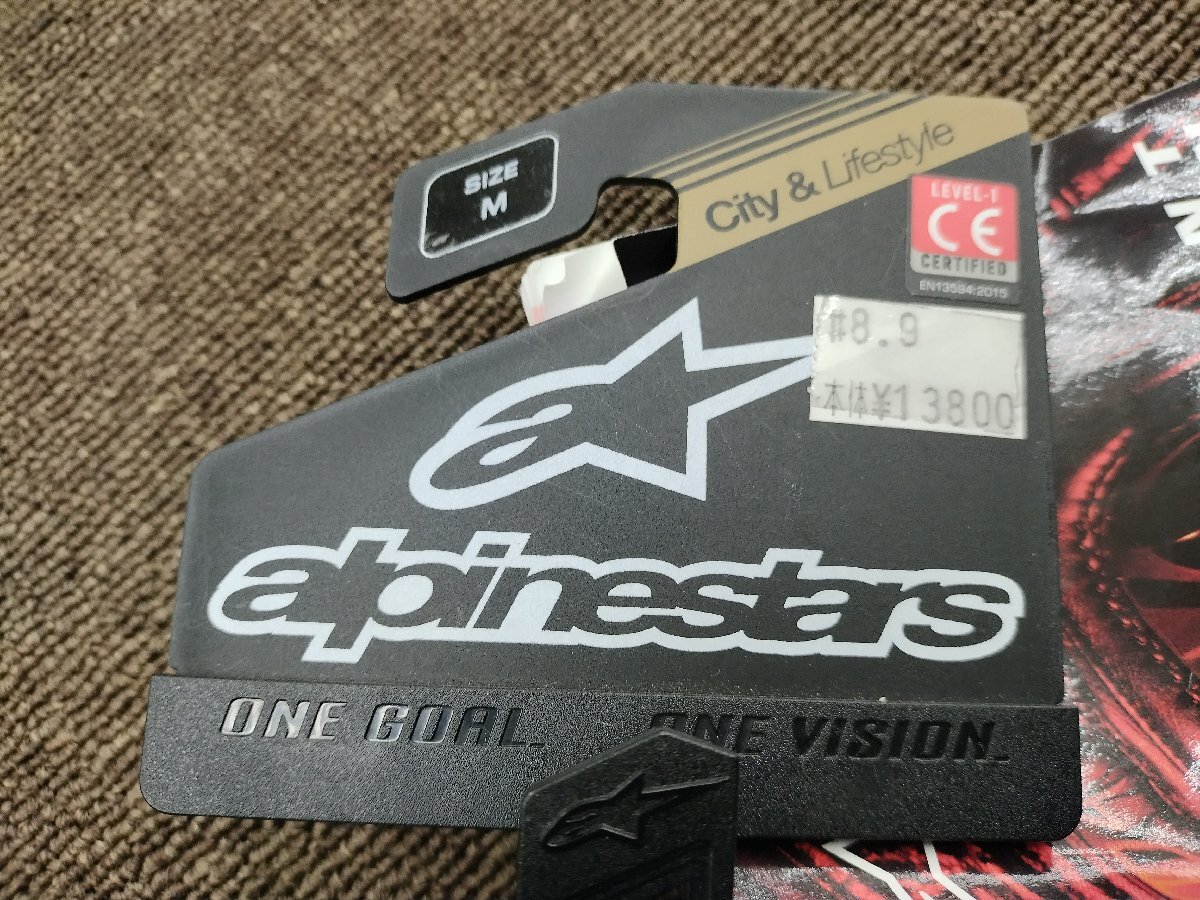 SIZE
M
City & Lifestyle
LEVEL-1
CE
CERTIFIED
EN13594:2015
#8.9
本体¥13800
alpinestars
ONE GOAL.
ONE VISION.